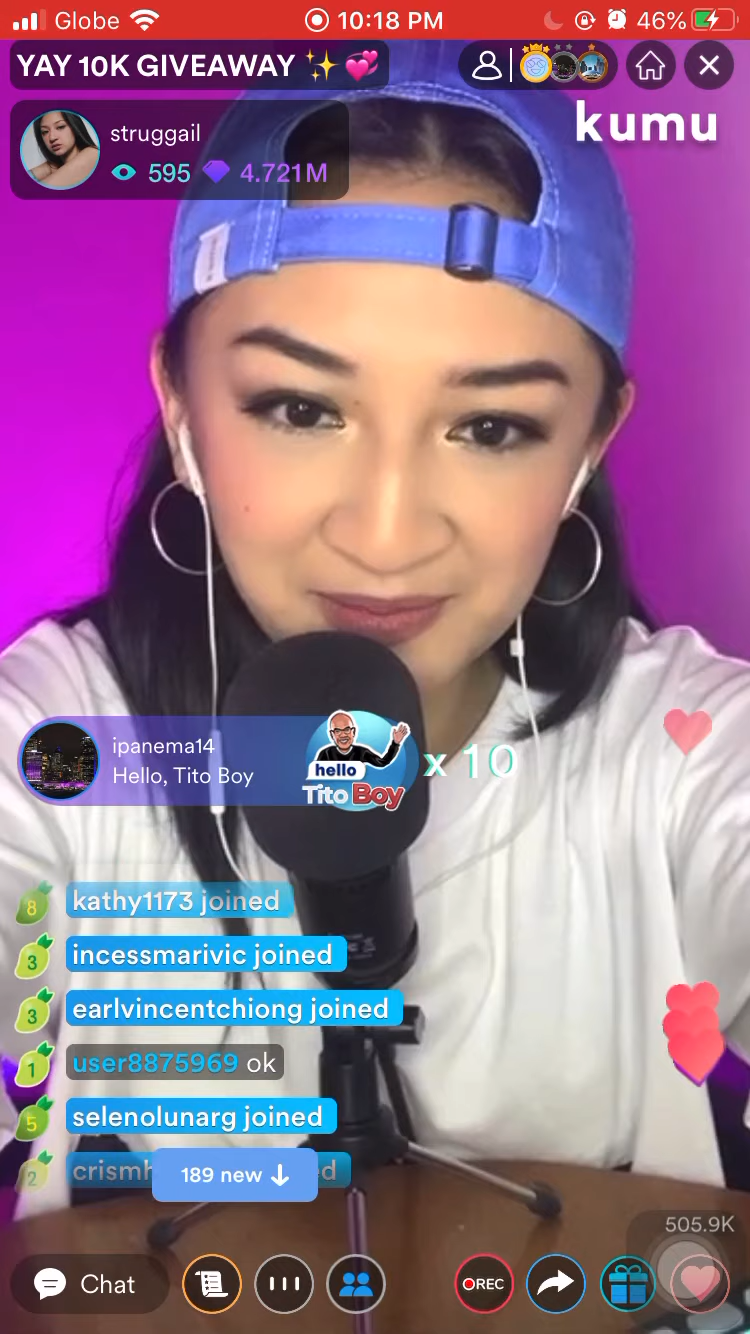 Globe 10:18 PM 46%
YAY 10K GIVEAWAY ✨💞
kumu
struggail
595 4.721M
ipanema14
Hello, Tito Boy
hello
Tito Boy
x 10
8 kathy1173 joined
3 incessmarivic joined
3 earlvincentchiong joined
1 user8875969 ok
5 selenolunarg joined
2
189 new ↓
505.9K
Chat
REC